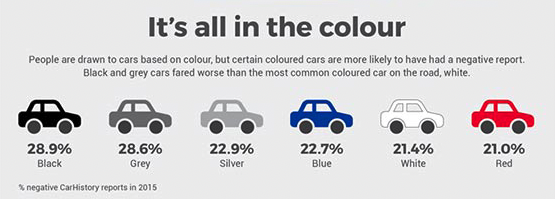 It's all in the colour
People are drawn to cars based on colour, but certain coloured cars are more likely to have had a negative report.
Black and grey cars fared worse than the most common coloured car on the road, white.
28.9% 28.6% 22.9% 22.7% 21.4% 21.0%
Black Grey Silver Blue White Red
% negative CarHistory reports in 2015